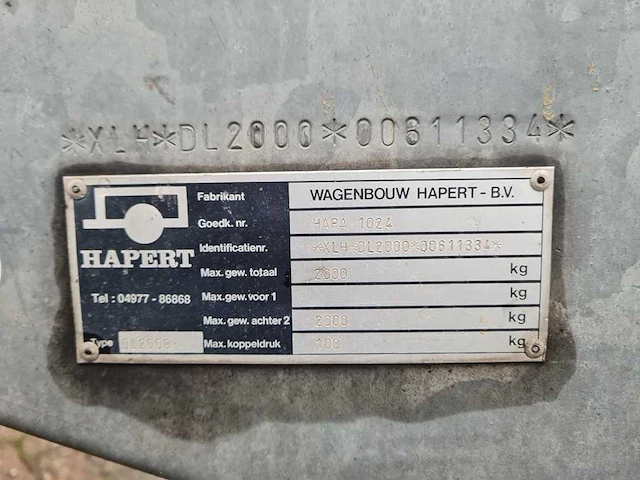 *XLH*DL2000*00611334*
HAPERT
Tel : 04977 - 86868
Type
Fabrikant WAGENBOUW HAPERT - B.V.
Goedk. nr. HAPA 1024
Identificatienr. *XLH*DL2000*00611334*
Max. gew. totaal 2000 kg
Max. gew. voor 1 kg
Max. gew. achter 2 2000 kg
Max. koppeldruk 100 kg